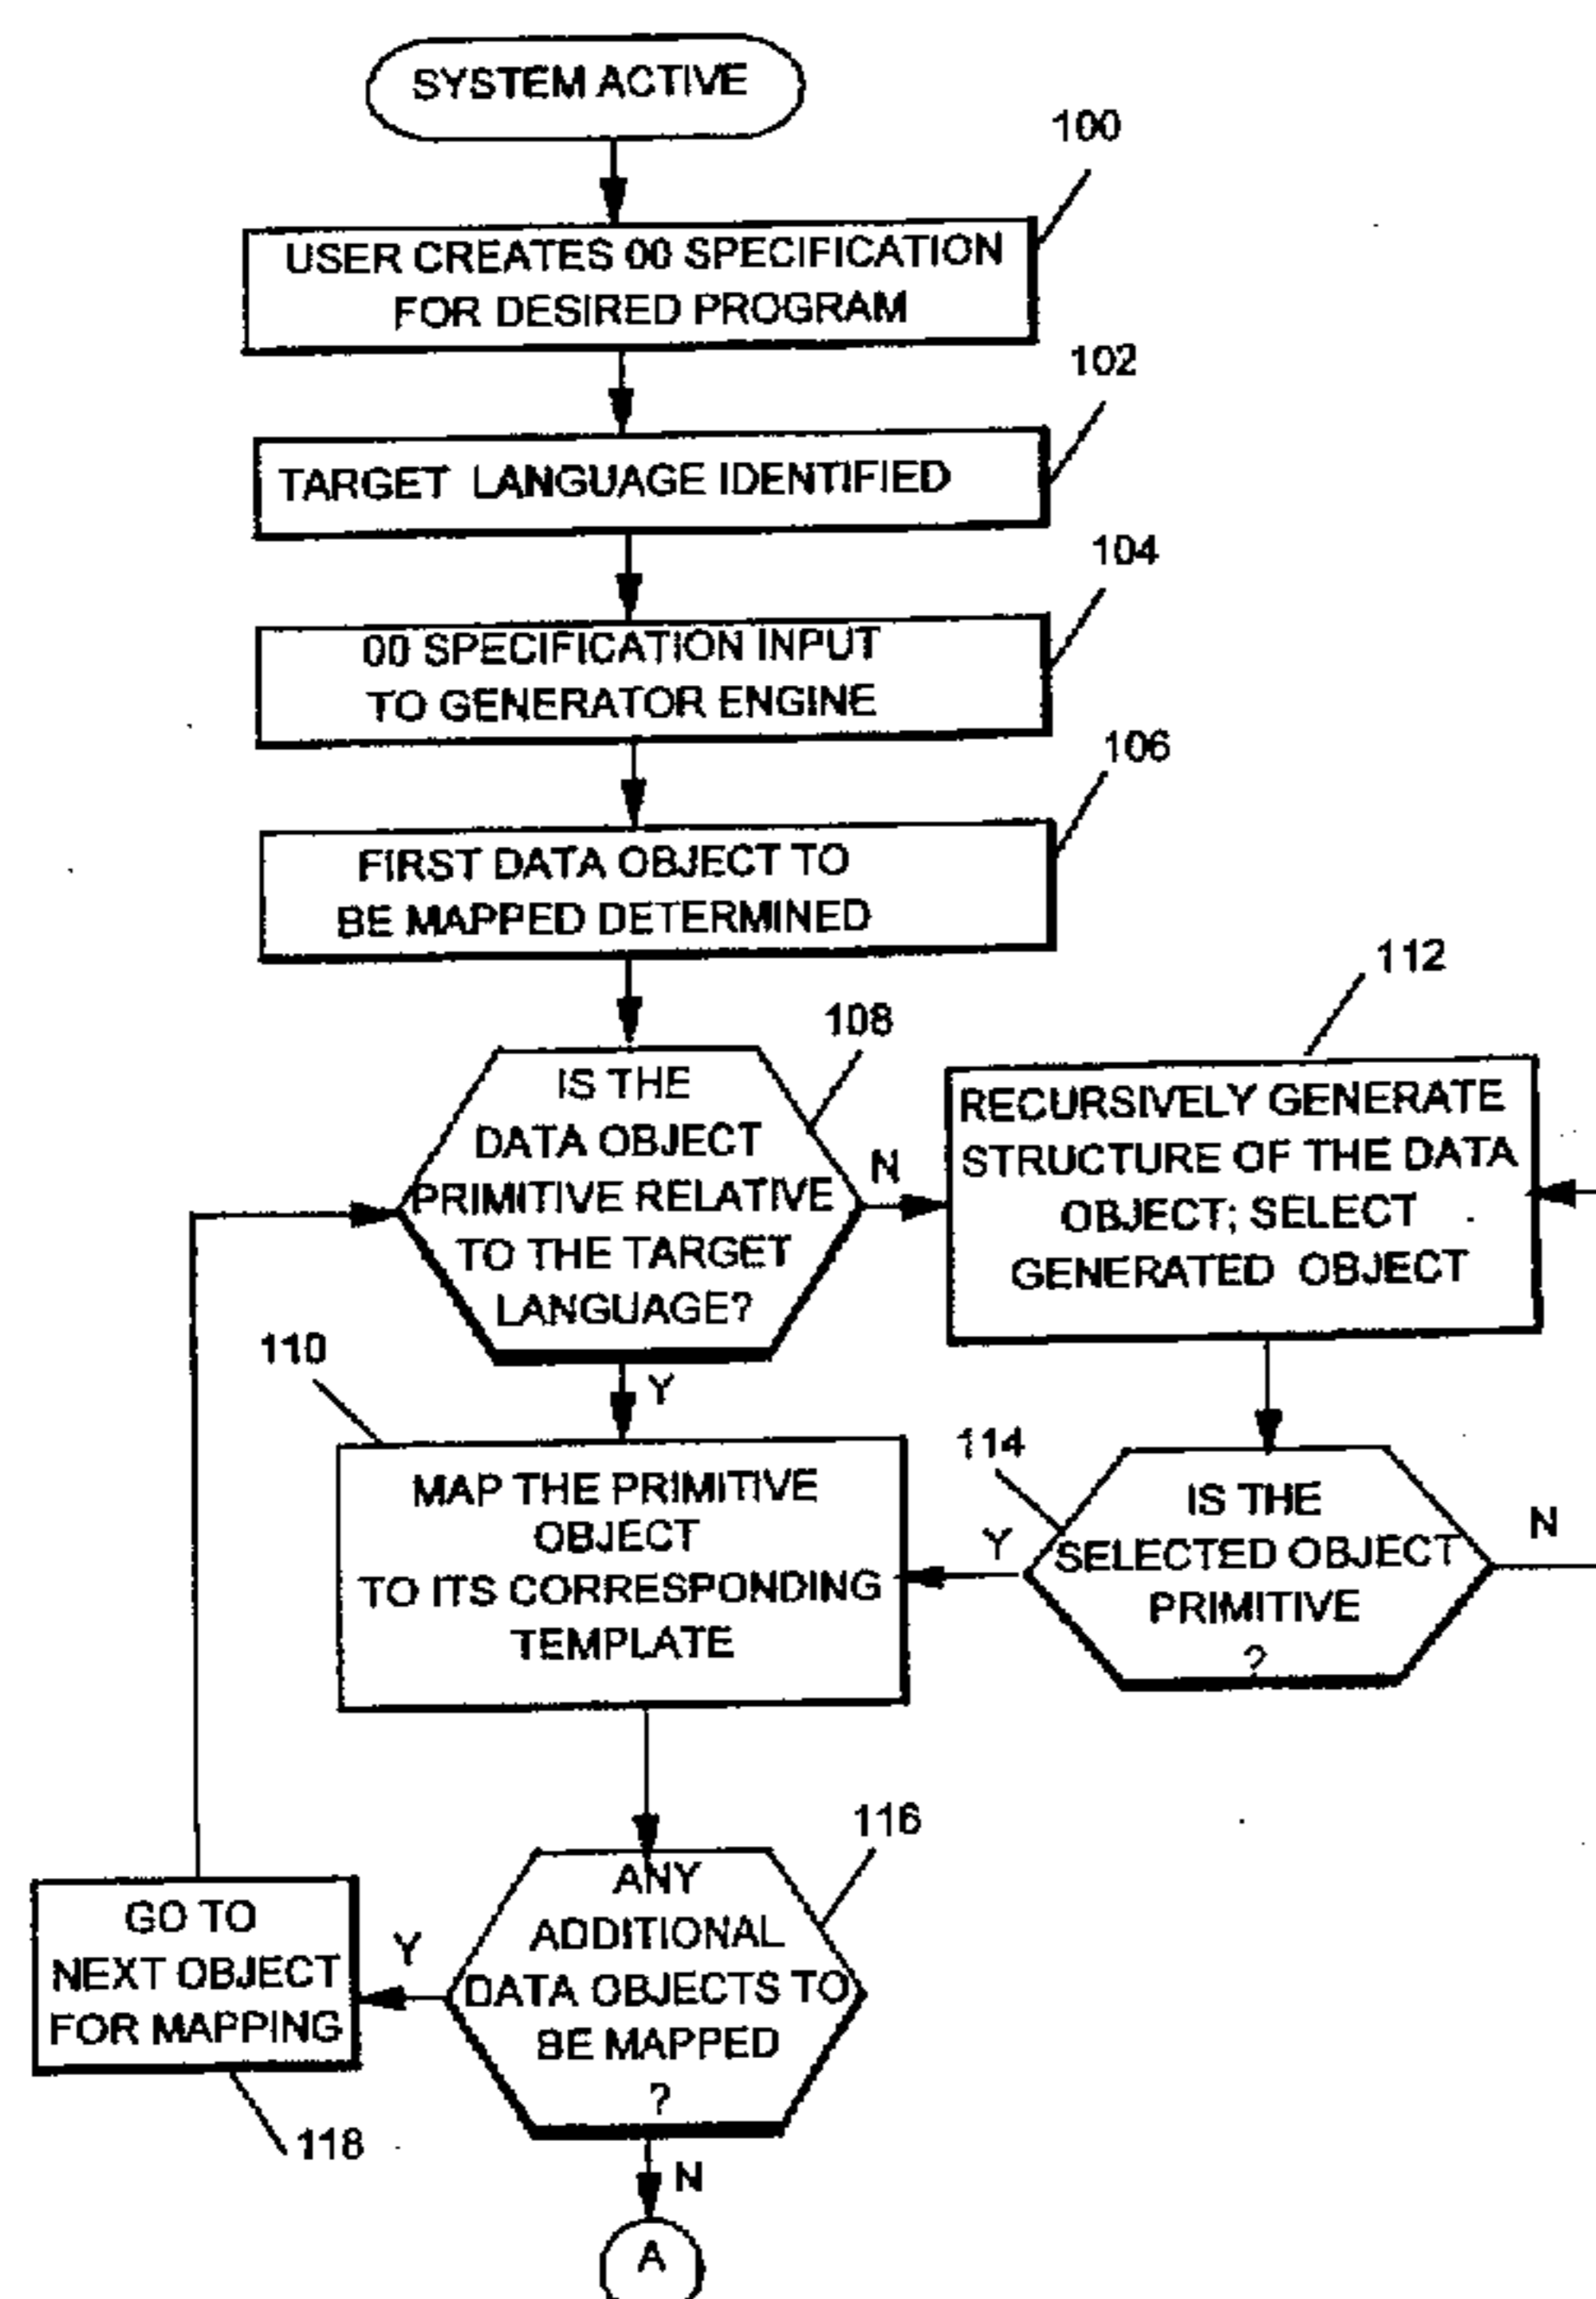 SYSTEM ACTIVE
100
USER CREATES 00 SPECIFICATION
FOR DESIRED PROGRAM
102
TARGET LANGUAGE IDENTIFIED
104
00 SPECIFICATION INPUT
TO GENERATOR ENGINE
106
FIRST DATA OBJECT TO
BE MAPPED DETERMINED
108
IS THE
DATA OBJECT
PRIMITIVE RELATIVE
TO THE TARGET
LANGUAGE?
N
112
RECURSIVELY GENERATE
STRUCTURE OF THE DATA
OBJECT; SELECT
GENERATED OBJECT
Y
110
MAP THE PRIMITIVE
OBJECT
TO ITS CORRESPONDING
TEMPLATE
114
IS THE
SELECTED OBJECT
PRIMITIVE
?
Y
N
116
ANY
ADDITIONAL
DATA OBJECTS TO
BE MAPPED
?
Y
GO TO
NEXT OBJECT
FOR MAPPING
118
N
A